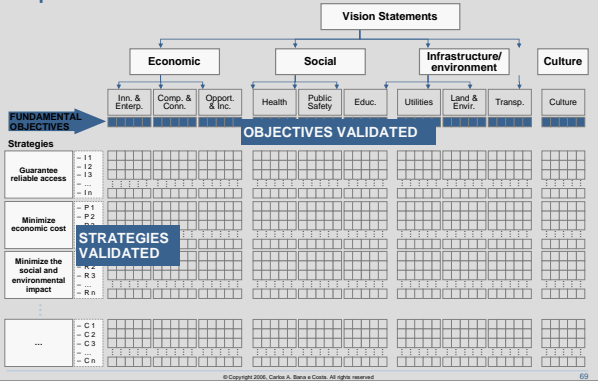 Vision Statements
Economic
Social
Infrastructure/
environment
Culture
Inn. &
Enterp.
Comp. &
Conn.
Opport.
& Inc.
Health
Public
Safety
Educ.
Utilities
Land &
Envir.
Transp.
Culture
FUNDAMENTAL
OBJECTIVES
OBJECTIVES VALIDATED
Strategies
Guarantee
reliable access
– I 1
– I 2
– I 3
– ...
– I n
Minimize
economic cost
– P 1
– P 2
STRATEGIES
VALIDATED
Minimize the
social and
environmental
impact
– R 2
– R 3
– ...
– R n
...
– C 1
– C 2
– C 3
– ...
– C n
© Copyright 2006, Carlos A. Bana e Costa. All rights reserved
69